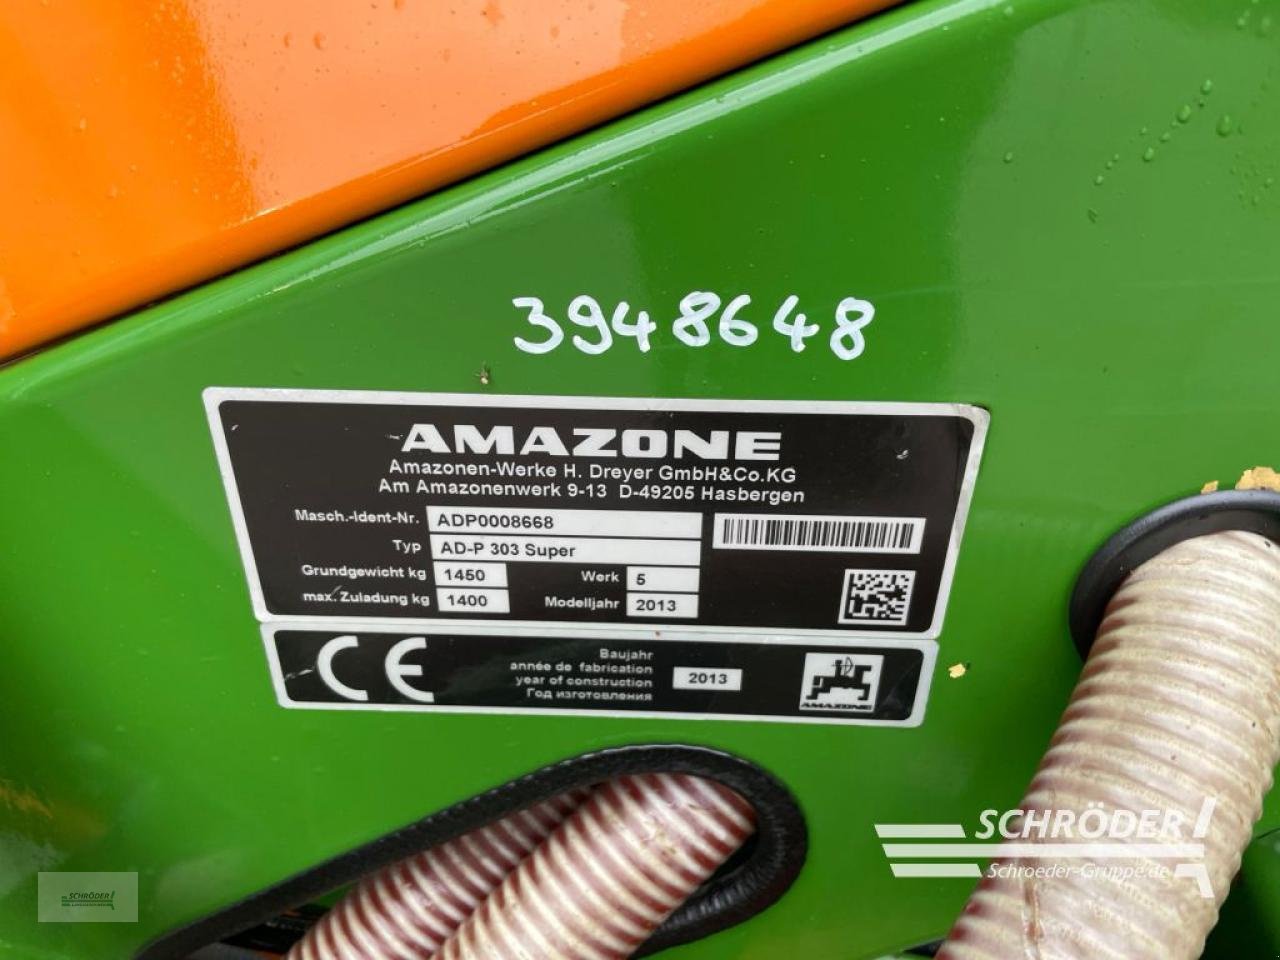 3948648
AMAZONE
Amazonen-Werke H. Dreyer GmbH&Co.KG
Am Amazonenwerk 9-13 D-49205 Hasbergen
Masch.-Ident-Nr. ADP0008668
Typ AD-P 303 Super
Grundgewicht kg 1450 Werk 5
max. Zuladung kg 1400 Modelljahr 2013
CE
Baujahr
année de fabrication
year of construction 2013
Год изготовления
AMAZONE
SCHRÖDER
Schroeder-Gruppe.de
SCHRÖDER